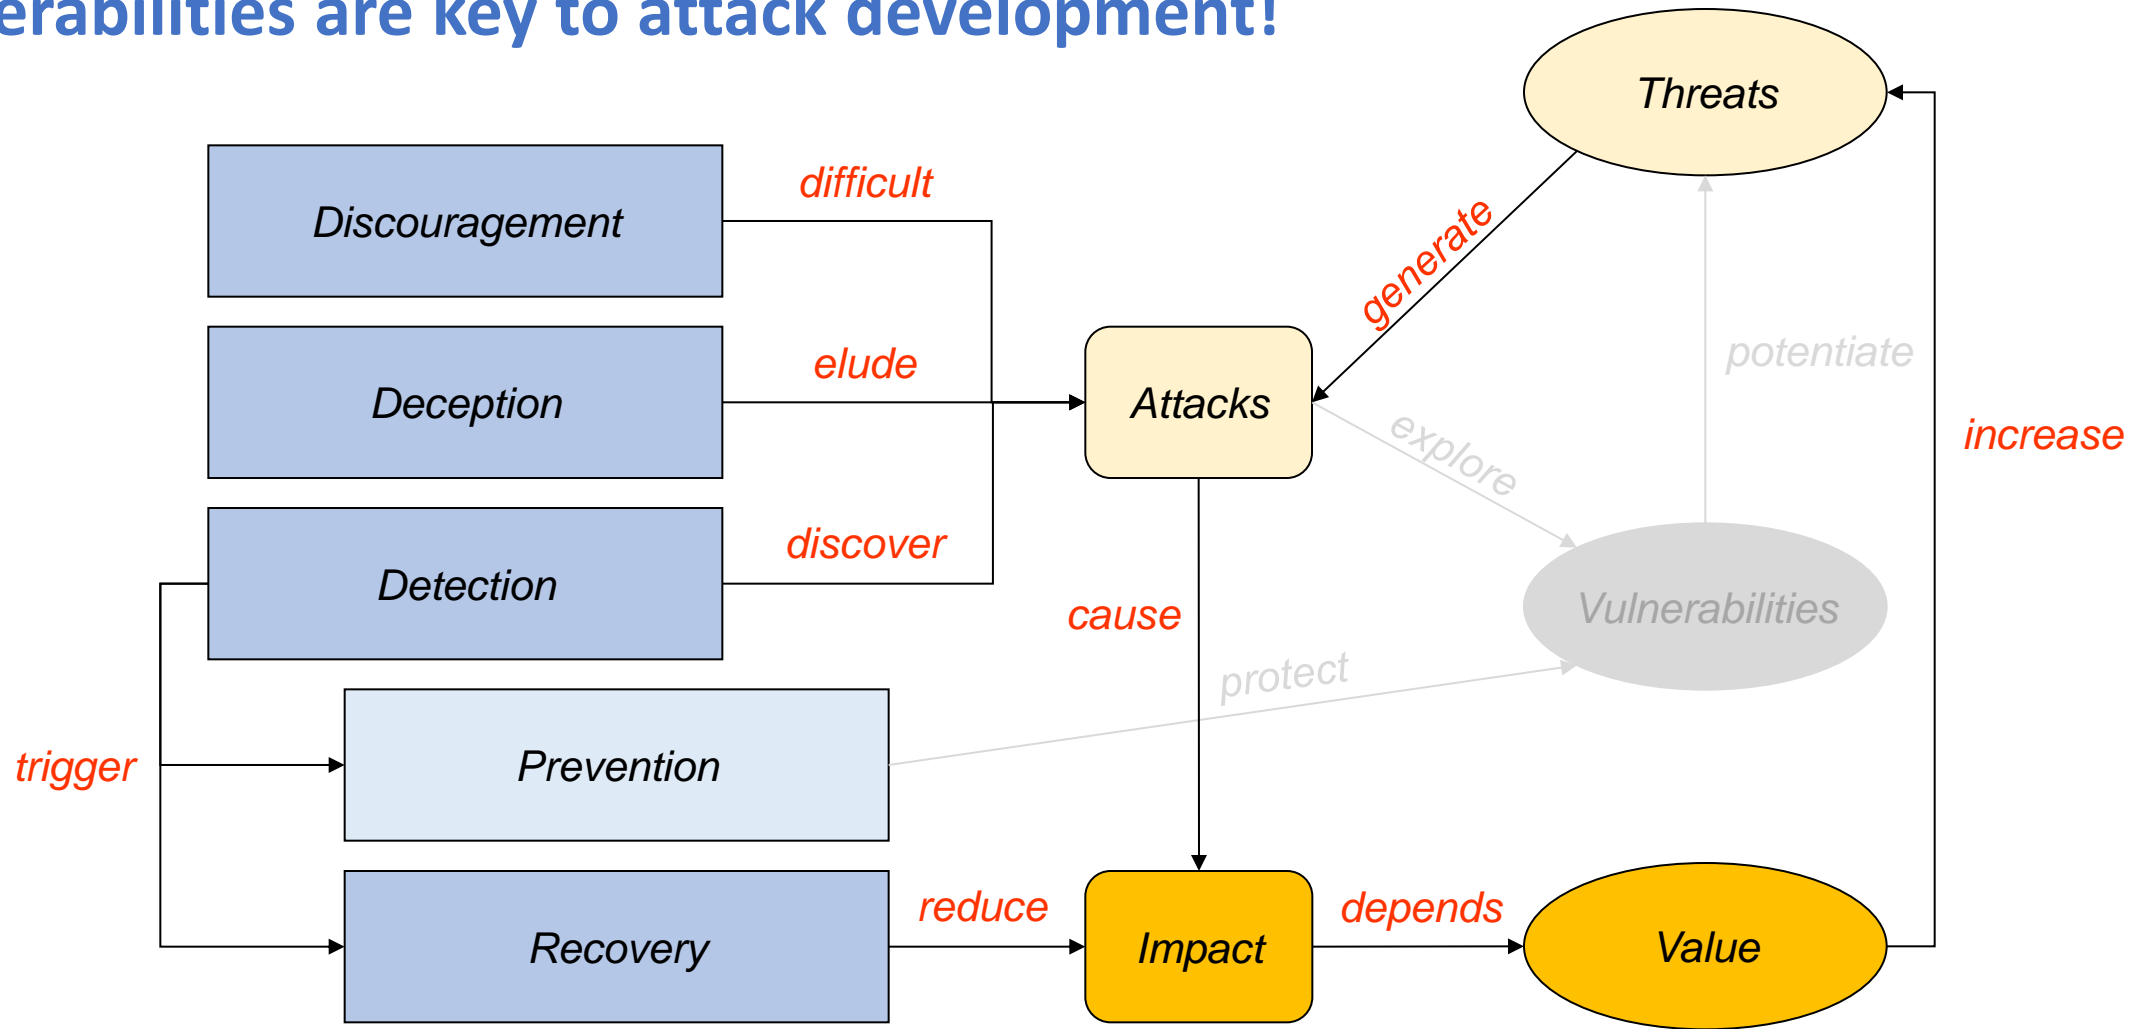 erabilities are key to attack development!
Threats
Discouragement
difficult
generate
Deception
elude
Attacks
potentiate
explore
increase
Detection
discover
cause
Vulnerabilities
protect
trigger
Prevention
Recovery
reduce
Impact
depends
Value